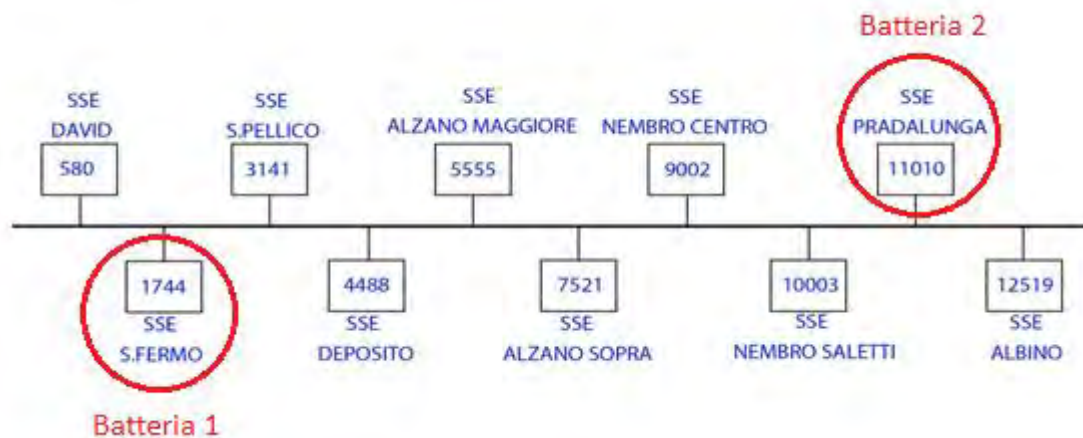 Batteria 2
SSE
DAVID
580
SSE
S.PELLICO
3141
SSE
ALZANO MAGGIORE
5555
SSE
NEMBRO CENTRO
9002
SSE
PRADALUNGA
11010
1744
SSE
S.FERMO
4488
SSE
DEPOSITO
7521
SSE
ALZANO SOPRA
10003
SSE
NEMBRO SALETTI
12519
SSE
ALBINO
Batteria 1